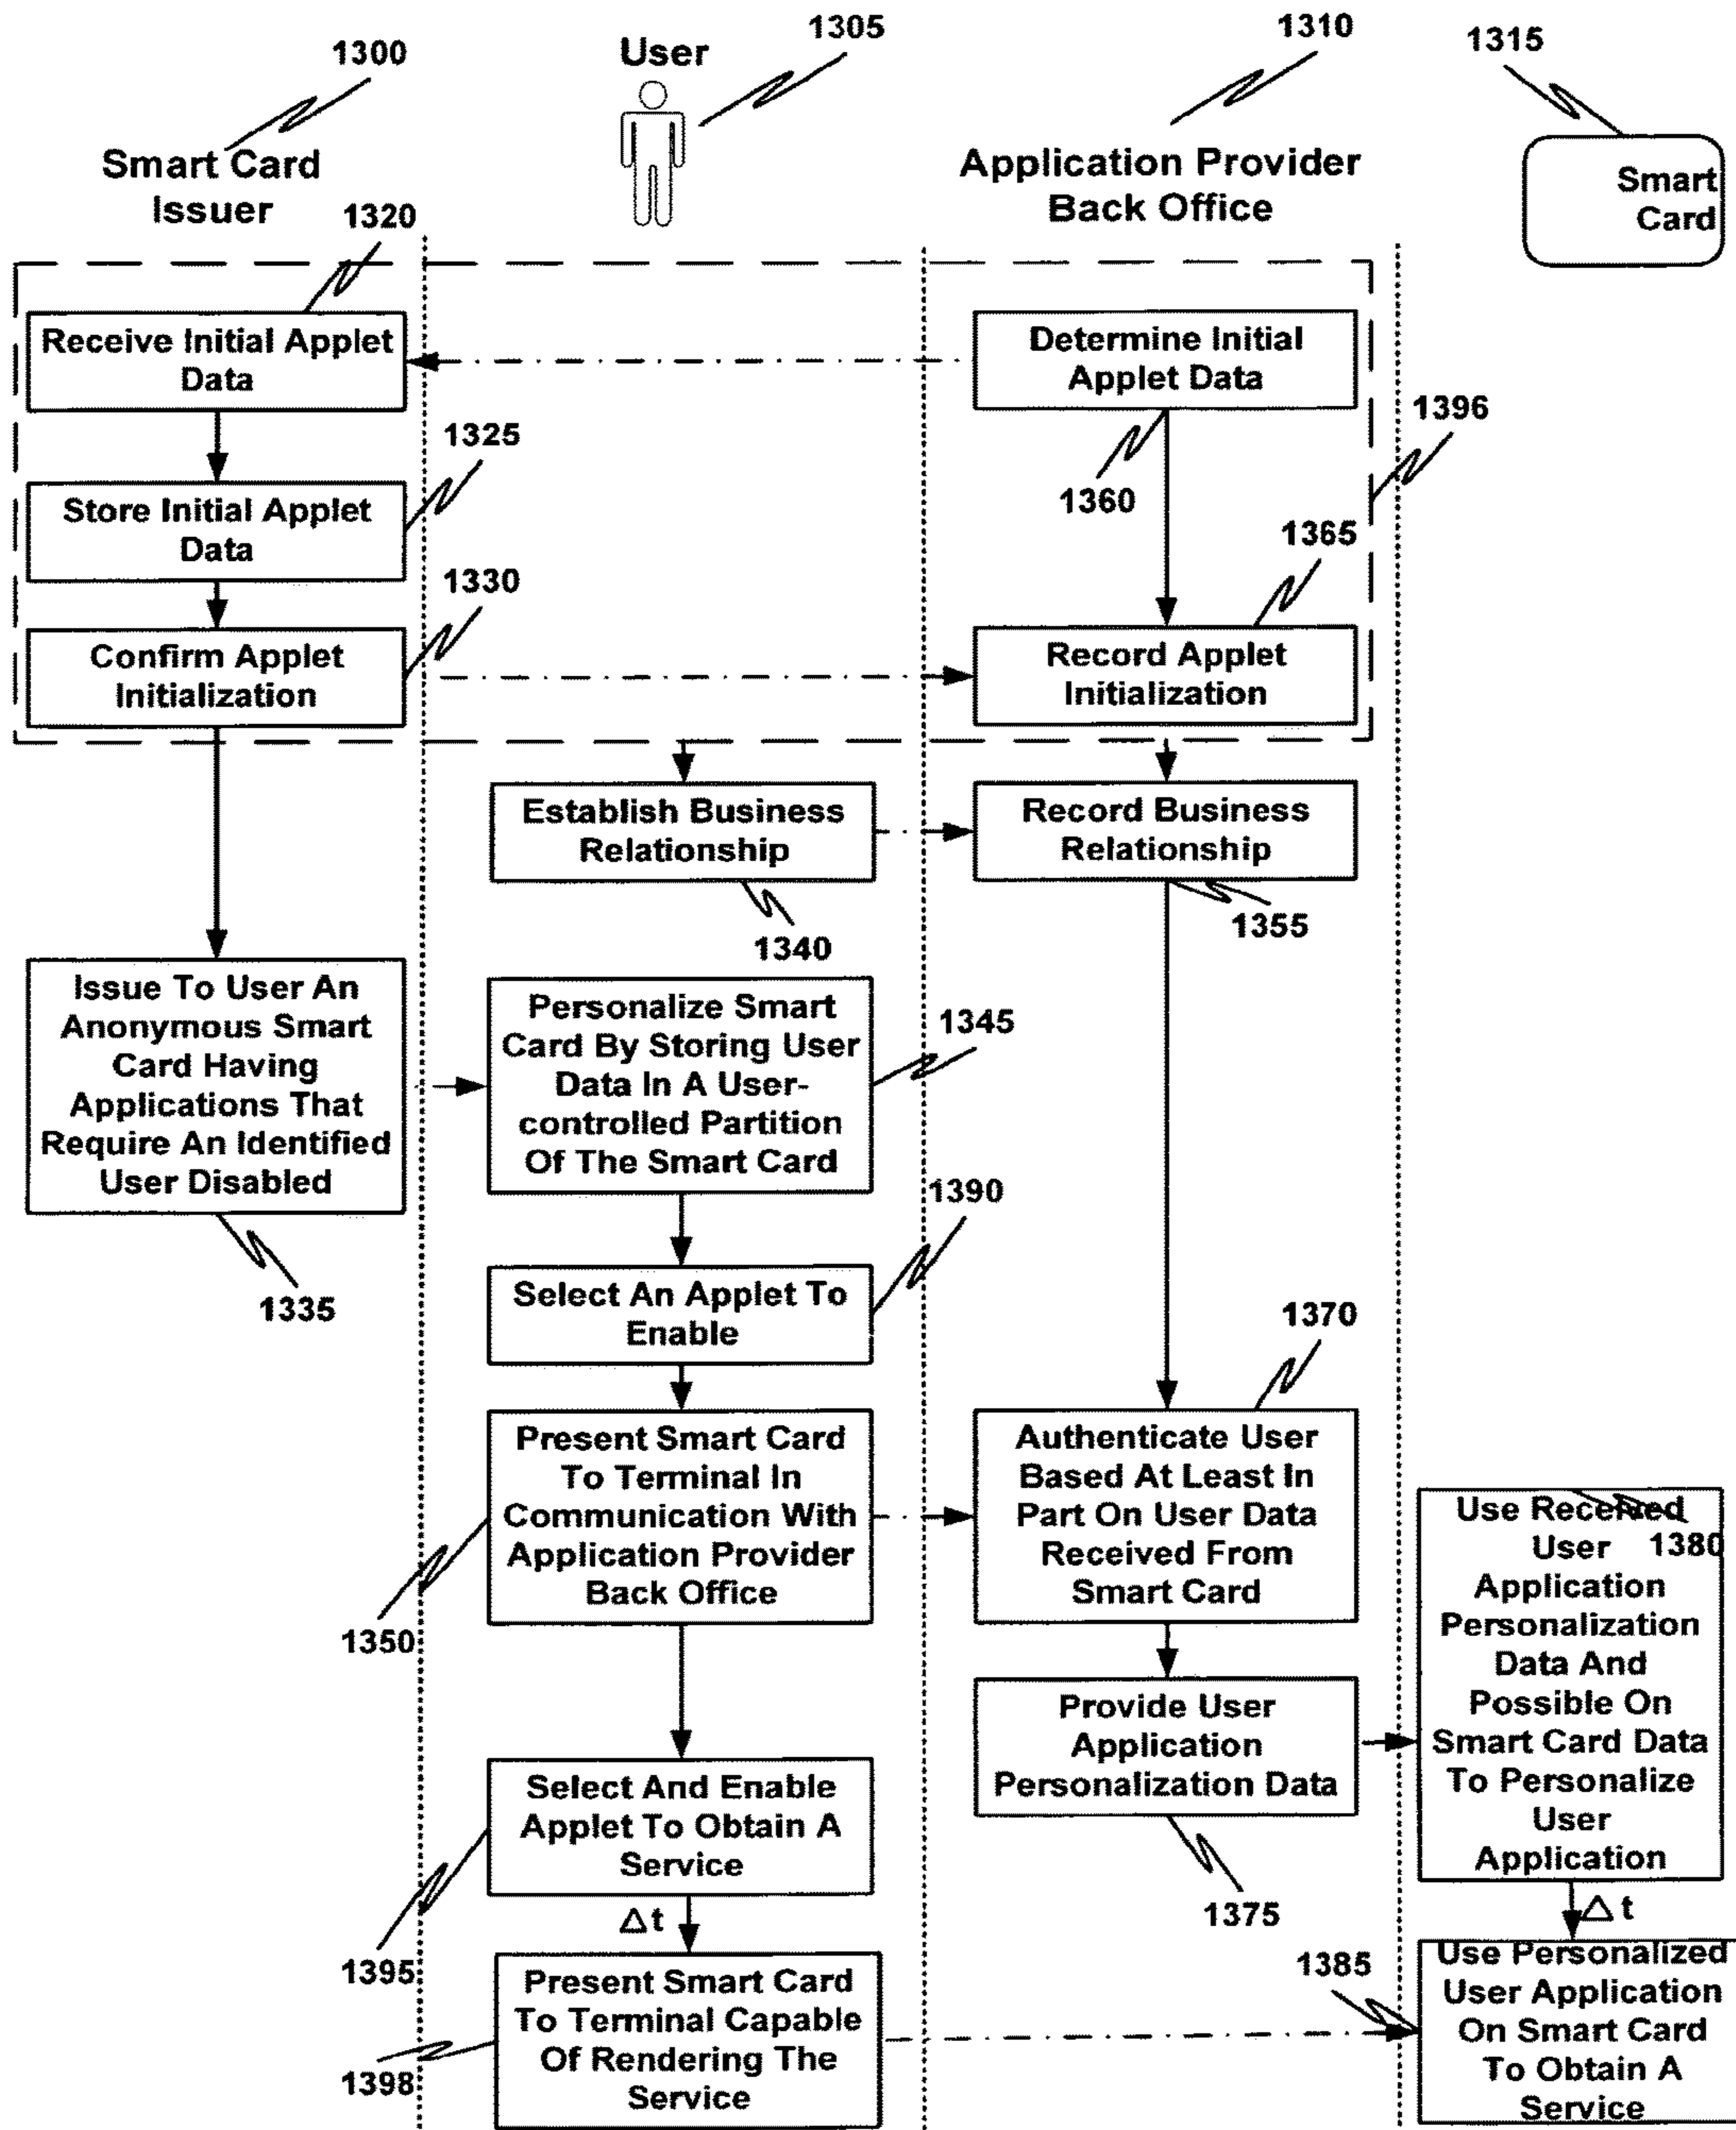 1300
User
1305
1310
1315
Smart Card
Issuer
Application Provider
Back Office
Smart
Card
1320
Receive Initial Applet
Data
Determine Initial
Applet Data
1396
1325
1360
Store Initial Applet
Data
1365
1330
Confirm Applet
Initialization
Record Applet
Initialization
Establish Business
Relationship
Record Business
Relationship
1340
1355
Issue To User An
Anonymous Smart
Card Having
Applications That
Require An Identified
User Disabled
1335
Personalize Smart
Card By Storing User
Data In A User-
controlled Partition
Of The Smart Card
1345
1390
Select An Applet To
Enable
1370
Present Smart Card
To Terminal In
Communication With
Application Provider
Back Office
1350
Authenticate User
Based At Least In
Part On User Data
Received From
Smart Card
Use Received
User
1380
Application
Personalization
Data And
Possible On
Smart Card Data
To Personalize
User
Application
Provide User
Application
Personalization Data
1375
Select And Enable
Applet To Obtain A
Service
1395
Δt
Δt
Present Smart Card
To Terminal Capable
Of Rendering The
Service
1398
1385
Use Personalized
User Application
On Smart Card
To Obtain A
Service